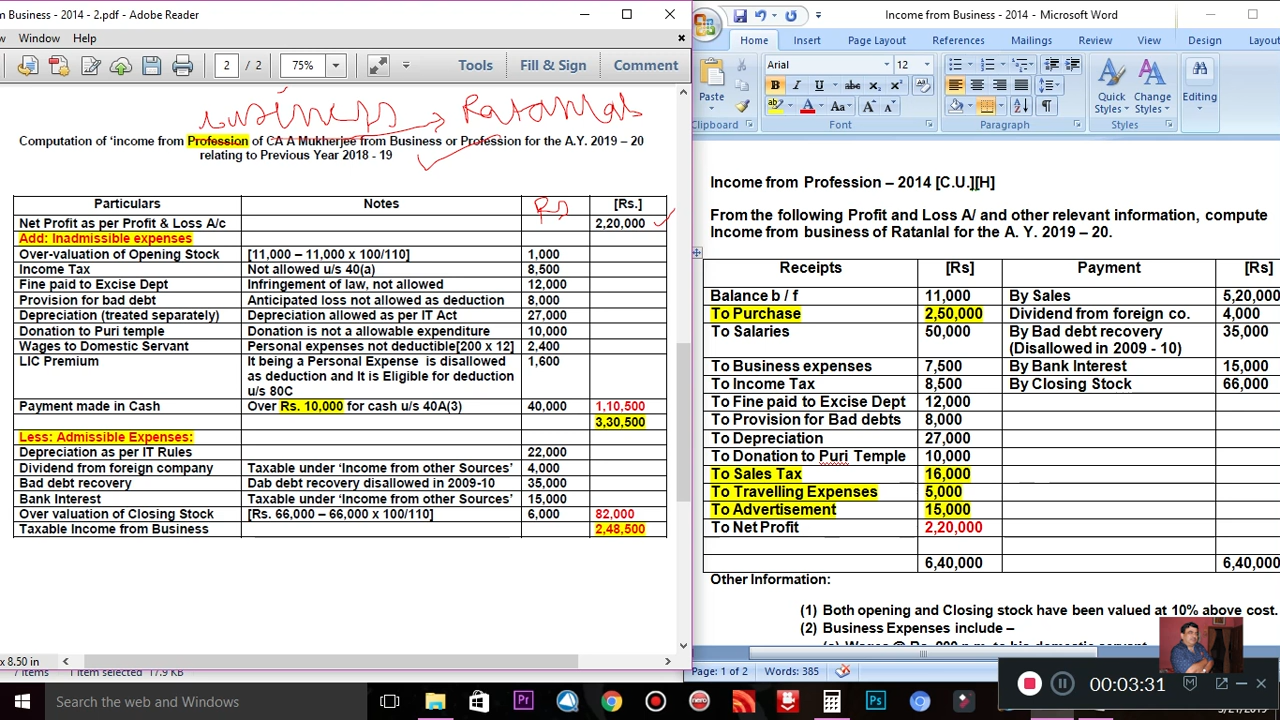 n from Business - 2014 - 2.pdf - Adobe Reader
Window Help
2 / 2 75% Tools Fill & Sign Comment
Business Ratanlal
Computation of 'income from Profession of CA A Mukherjee from Business or Profession for the A.Y. 2019 – 20
relating to Previous Year 2018 - 19
Particulars Notes Rs [Rs.]
Net Profit as per Profit & Loss A/c 2,20,000
Add: Inadmissible expenses
Over-valuation of Opening Stock [11,000 – 11,000 x 100/110] 1,000
Income Tax Not allowed u/s 40(a) 8,500
Fine paid to Excise Dept Infringement of law, not allowed 12,000
Provision for bad debt Anticipated loss not allowed as deduction 8,000
Depreciation (treated separately) Depreciation allowed as per IT Act 27,000
Donation to Puri temple Donation is not a allowable expenditure 10,000
Wages to Domestic Servant Personal expenses not deductible[200 x 12] 2,400
LIC Premium It being a Personal Expense is disallowed 1,600
as deduction and It is Eligible for deduction
u/s 80C
Payment made in Cash Over Rs. 10,000 for cash u/s 40A(3) 40,000 1,10,500
3,30,500
Less: Admissible Expenses:
Depreciation as per IT Rules 22,000
Dividend from foreign company Taxable under 'Income from other Sources' 4,000
Bad debt recovery Dab debt recovery disallowed in 2009-10 35,000
Bank Interest Taxable under 'Income from other Sources' 15,000
Over valuation of Closing Stock [Rs. 66,000 – 66,000 x 100/110] 6,000 82,000
Taxable Income from Business 2,48,500
x 8.50 in
7 items 1 item selected 17.9 KB
Income from Business - 2014 - Microsoft Word
Home Insert Page Layout References Mailings Review View Design Layout
Arial 12
Paste Quick Styles Change Styles Editing
Clipboard Font Paragraph Styles
Income from Profession – 2014 [C.U.][H]
From the following Profit and Loss A/ and other relevant information, compute
Income from business of Ratanlal for the A. Y. 2019 – 20.
Receipts [Rs] Payment [Rs]
Balance b / f 11,000 By Sales 5,20,000
To Purchase 2,50,000 Dividend from foreign co. 4,000
To Salaries 50,000 By Bad debt recovery 35,000
(Disallowed in 2009 - 10)
To Business expenses 7,500 By Bank Interest 15,000
To Income Tax 8,500 By Closing Stock 66,000
To Fine paid to Excise Dept 12,000
To Provision for Bad debts 8,000
To Depreciation 27,000
To Donation to Puri Temple 10,000
To Sales Tax 16,000
To Travelling Expenses 5,000
To Advertisement 15,000
To Net Profit 2,20,000
6,40,000 6,40,000
Other Information:
(1) Both opening and Closing stock have been valued at 10% above cost.
(2) Business Expenses include –
(a) Wages @ Rs. 200 p.m. to his domestic servant
Page: 1 of 2 Words: 385
00:03:31
Search the web and Windows